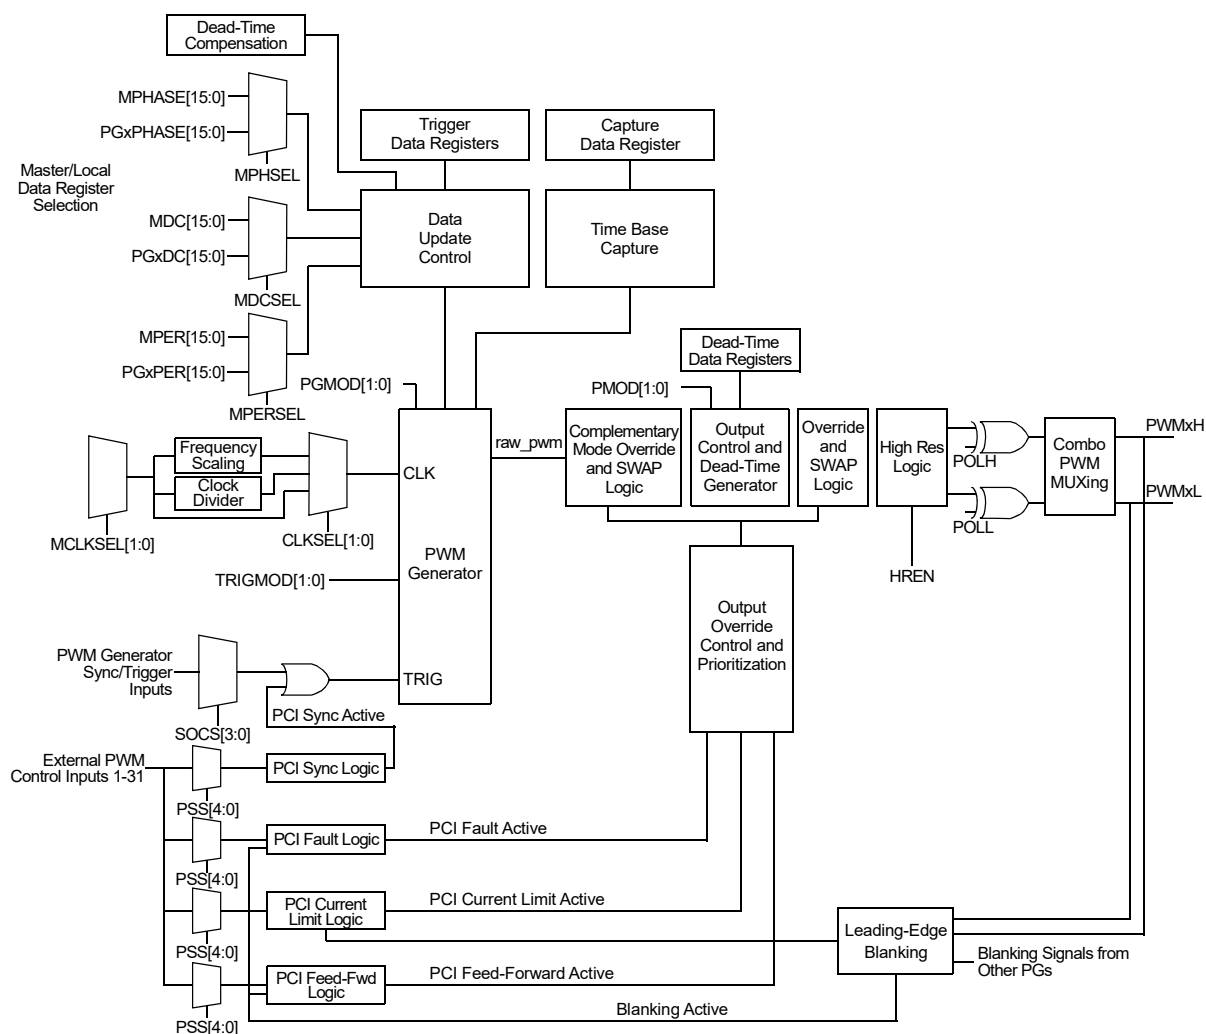 Dead-Time
Compensation
MPHASE[15:0]
PGxPHASE[15:0]
MPHSEL
Master/Local
Data Register
Selection
MDC[15:0]
PGxDC[15:0]
MDCSEL
MPER[15:0]
PGxPER[15:0]
MPERSEL
Trigger
Data Registers
Capture
Data Register
Data
Update
Control
Time Base
Capture
Dead-Time
Data Registers
PGMOD[1:0]
PMOD[1:0]
Frequency
Scaling
Clock
Divider
MCLKSEL[1:0]
CLKSEL[1:0]
CLK
PWM
Generator
TRIG
TRIGMOD[1:0]
raw_pwm
Complementary
Mode Override
and SWAP
Logic
Output
Control and
Dead-Time
Generator
Override
and
SWAP
Logic
High Res
Logic
HREN
POLH
POLL
Combo
PWM
MUXing
PWMxH
PWMxL
Output
Override
Control and
Prioritization
PWM Generator
Sync/Trigger
Inputs
SOCS[3:0]
PCI Sync Active
External PWM
Control Inputs 1-31
PCI Sync Logic
PSS[4:0]
PCI Fault Logic
PCI Fault Active
PSS[4:0]
PCI Current
Limit Logic
PCI Current Limit Active
PSS[4:0]
PCI Feed-Fwd
Logic
PCI Feed-Forward Active
PSS[4:0]
Leading-Edge
Blanking
Blanking Signals from
Other PGs
Blanking Active